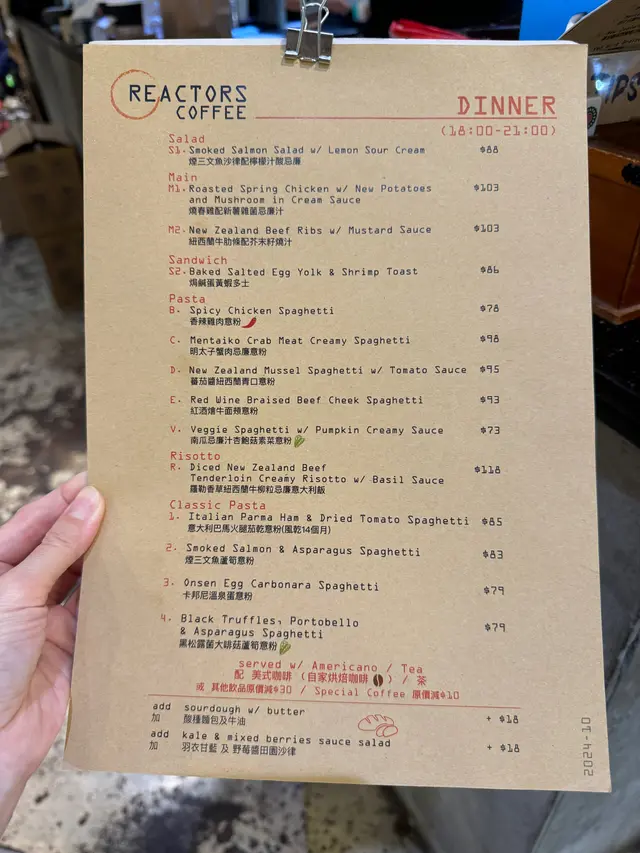 REACTORS
COFFEE
DINNER
(18:00-21:00)
Salad
S1. Smoked Salmon Salad w/ Lemon Sour Cream $88
煙三文魚沙律配檸檬汁酸忌廉
Main
M1. Roasted Spring Chicken w/ New Potatoes $103
and Mushroom in Cream Sauce
燒春雞配新薯雜菌忌廉汁
M2. New Zealand Beef Ribs w/ Mustard Sauce $103
紐西蘭牛肋條配芥末籽燒汁
Sandwich
S2. Baked Salted Egg Yolk & Shrimp Toast $86
焗鹹蛋黃蝦多士
Pasta
B. Spicy Chicken Spaghetti $78
香辣雞肉意粉
C. Mentaiko Crab Meat Creamy Spaghetti $98
明太子蟹肉忌廉意粉
D. New Zealand Mussel Spaghetti w/ Tomato Sauce $95
蕃茄醬紐西蘭青口意粉
E. Red Wine Braised Beef Cheek Spaghetti $93
紅酒燴牛面頰意粉
V. Veggie Spaghetti w/ Pumpkin Creamy Sauce $73
南瓜忌廉汁杏鮑菇素菜意粉
Risotto
R. Diced New Zealand Beef $118
Tenderloin Creamy Risotto w/ Basil Sauce
羅勒香草紐西蘭牛柳粒忌廉意大利飯
Classic Pasta
1. Italian Parma Ham & Dried Tomato Spaghetti $85
意大利巴馬火腿茄乾意粉(風乾14個月)
2. Smoked Salmon & Asparagus Spaghetti $83
煙三文魚蘆筍意粉
3. Onsen Egg Carbonara Spaghetti $79
卡邦尼溫泉蛋意粉
4. Black Truffles, Portobello $79
& Asparagus Spaghetti
黑松露菌大啡菇蘆筍意粉
served w/ Americano / Tea
配 美式咖啡 (自家烘焙咖啡) / 茶
或 其他飲品原價減$30 / Special Coffee 原價減$10
add sourdough w/ butter + $18
加 酸種麵包及牛油
add kale & mixed berries sauce salad + $18
加 羽衣甘藍 及 野莓醬田園沙律
2024-10
TIPS